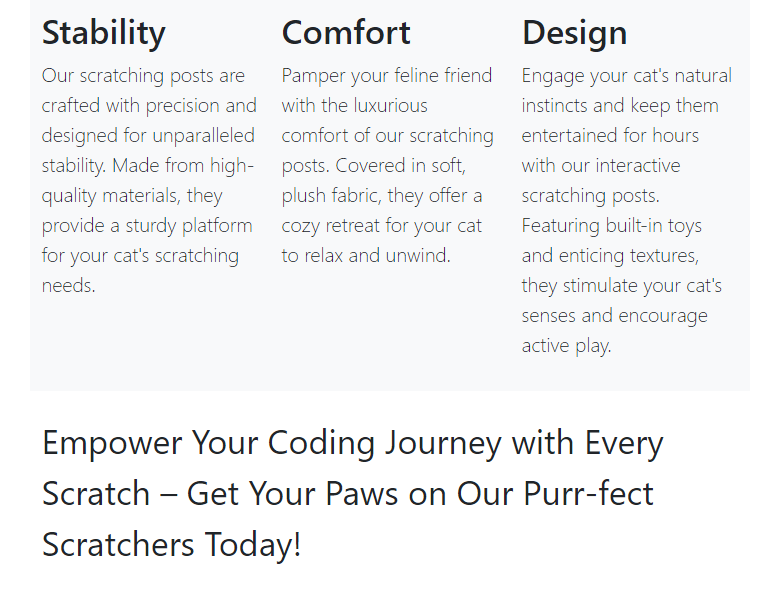 Stability
Our scratching posts are
crafted with precision and
designed for unparalleled
stability. Made from high-
quality materials, they
provide a sturdy platform
for your cat's scratching
needs.
Comfort
Pamper your feline friend
with the luxurious
comfort of our scratching
posts. Covered in soft,
plush fabric, they offer a
cozy retreat for your cat
to relax and unwind.
Design
Engage your cat's natural
instincts and keep them
entertained for hours
with our interactive
scratching posts.
Featuring built-in toys
and enticing textures,
they stimulate your cat's
senses and encourage
active play.
Empower Your Coding Journey with Every
Scratch – Get Your Paws on Our Purr-fect
Scratchers Today!